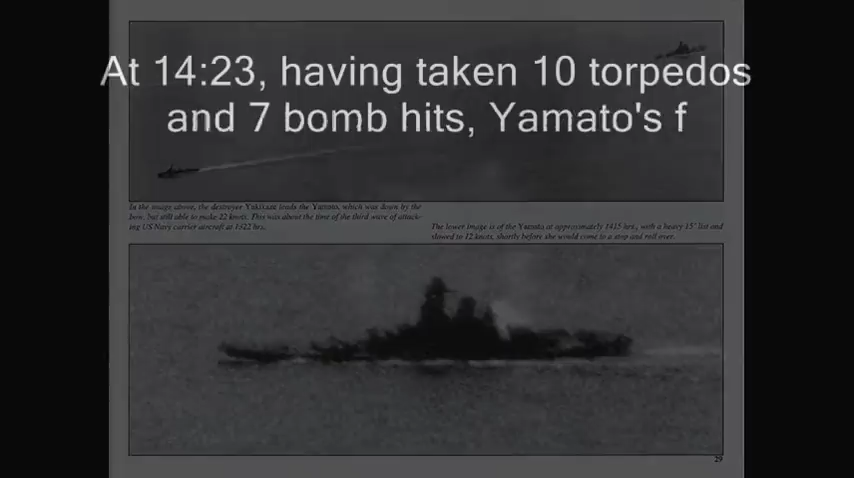 At 14:23, having taken 10 torpedos
and 7 bomb hits, Yamato's f
In the image above, the destroyer Yukikaze leads the Yamato, which was down by the
bow, but still able to make 22 knots. This was about the time of the third wave of attack-
ing US Navy carrier aircraft at 1322 hrs.
The lower image is of the Yamato at approximately 1415 hrs., with a heavy 15° list and
slowed to 12 knots, shortly before she would come to a stop and roll over.
29